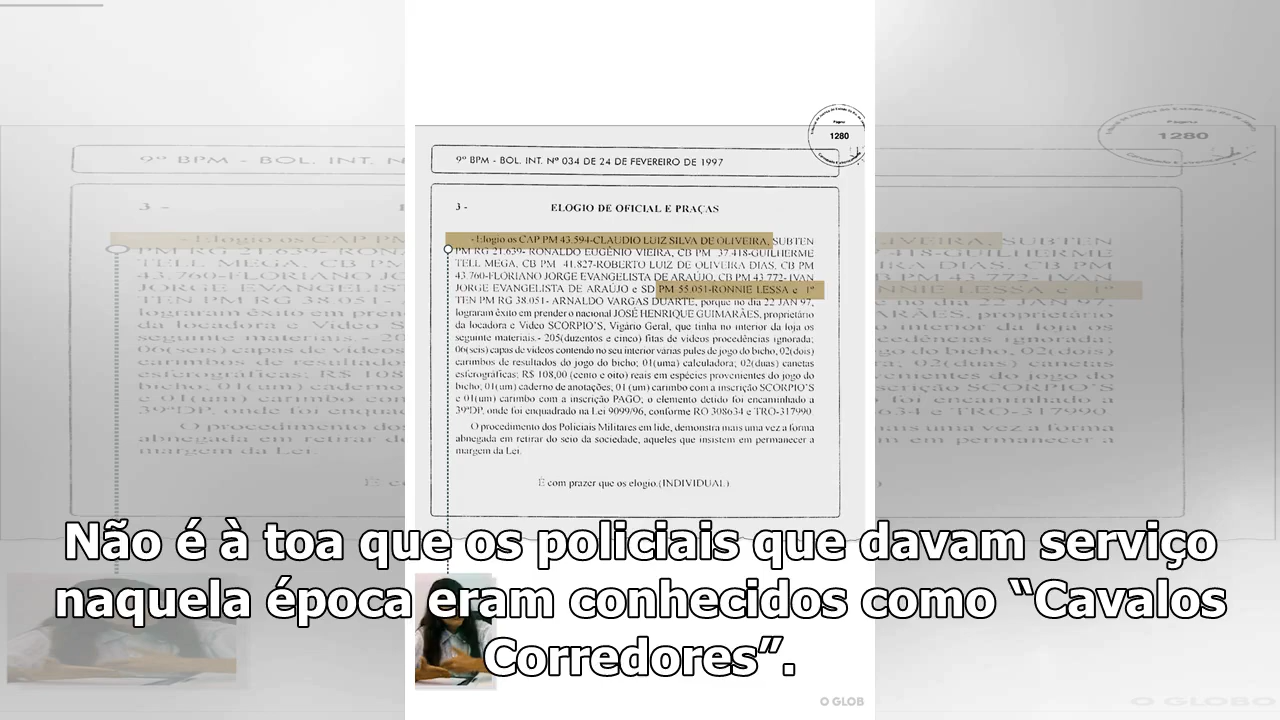 1280
9º BPM - BOL. INT. Nº 034 DE 24 DE FEVEREIRO DE 1997
3 - ELOGIO DE OFICIAL E PRAÇAS
- Elogio os CAP PM 43.594-CLAUDIO LUIZ SILVA DE OLIVEIRA, SUBTEN
PM RG 21.639- RONALDO EUGÊNIO VIEIRA, CB PM 37.418-GUILHERME
TELL MEGA, CB PM 41.827-ROBERTO LUIZ DE OLIVEIRA DIAS, CB PM
43.760-FLORIANO JORGE EVANGELISTA DE ARAÚJO, CB PM 43.772- IVAN
JORGE EVANGELISTA DE ARAÚJO e SD PM 55.051-RONNIE LESSA e 1º
TEN PM RG 38.051- ARNALDO VARGAS DUARTE, porque no dia 22 JAN 97,
lograram êxito em prender o nacional JOSÉ HENRIQUE GUIMARÃES, proprietário
da locadora e Video SCORPIO'S, Vigário Geral, que tinha no interior da loja os
seguinte materiais.- 205(duzentos e cinco) fitas de vídeos procedências ignorada;
06(seis) capas de vídeos contendo no seu interior varias pules de jogo do bicho; 02(dois)
carimbos de resultados do jogo do bicho; 01(uma) calculadora; 02(duas) canetas
esferográficas; R$ 108,00 (cento e oito) reais em espécies provenientes do jogo do
bicho; 01(um) caderno de anotações; 01 (um) carimbo com a inscrição SCORPIO'S
e 01(um) carimbo com a inscrição PAGO; o elemento detido foi encaminhado a
39ºDP, onde foi enquadrado na Lei 9099/96, conforme RO 308634 e TRO-317990.
O procedimento dos Policiais Militares em lide, demonstra mais uma vez a forma
abnegada em retirar do seio da sociedade, aqueles que insistem em permanecer a
margem da Lei.
É com prazer que os elogio.(INDIVIDUAL)
Não é à toa que os policiais que davam serviço
naquela época eram conhecidos como “Cavalos
Corredores”.
O GLOB